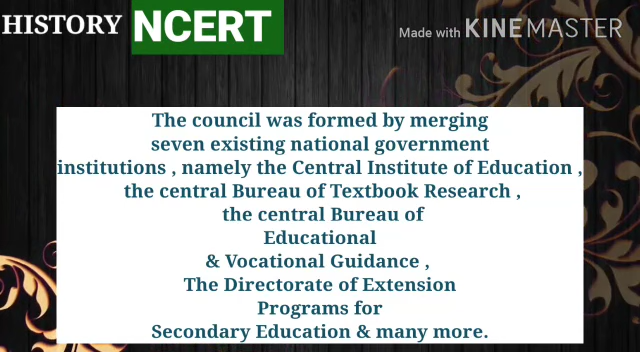 HISTORY NCERT
Made with KINEMASTER
The council was formed by merging
seven existing national government
institutions , namely the Central Institute of Education ,
the central Bureau of Textbook Research ,
the central Bureau of
Educational
& Vocational Guidance ,
The Directorate of Extension
Programs for
Secondary Education & many more.